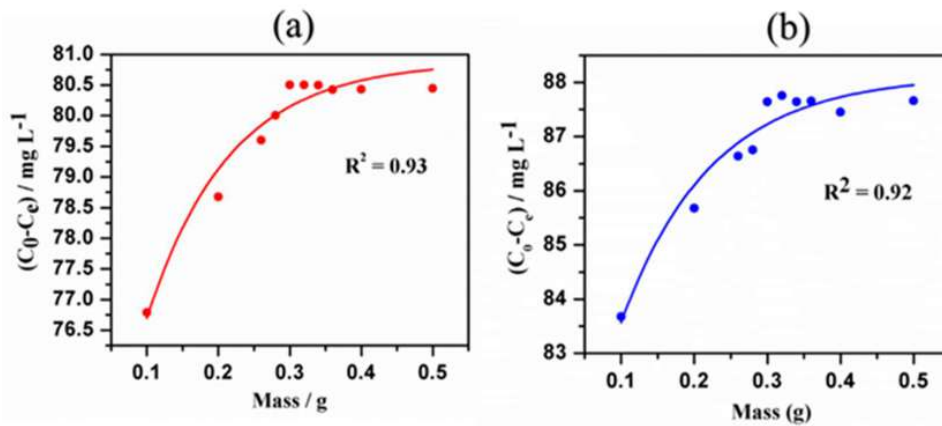 (a)
(C0-Ce) / mg L-1
81.0
80.5
80.0
79.5
79.0
78.5
78.0
77.5
77.0
76.5
R2 = 0.93
0.1 0.2 0.3 0.4 0.5
Mass / g
(b)
(Co-Ce) / mg L-1
88
87
86
85
84
83
R2 = 0.92
0.1 0.2 0.3 0.4 0.5
Mass (g)